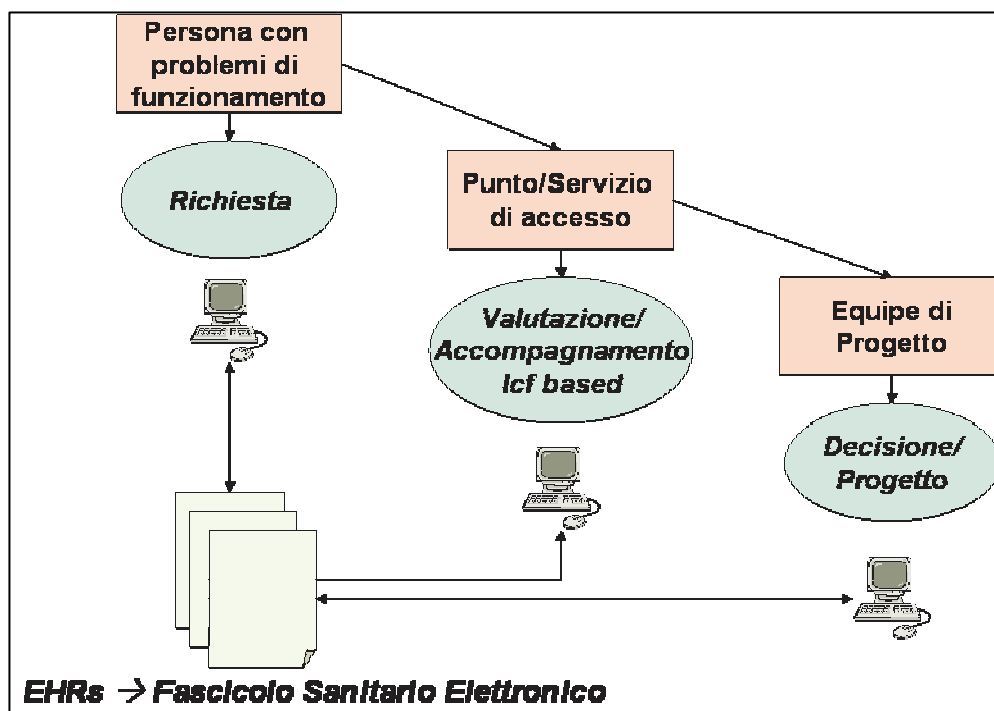 Persona con
problemi di
funzionamento
Richiesta
Punto/Servizio
di accesso
Valutazione/
Accompagnamento
Icf based
Equipe di
Progetto
Decisione/
Progetto
EHRs → Fascicolo Sanitario Elettronico